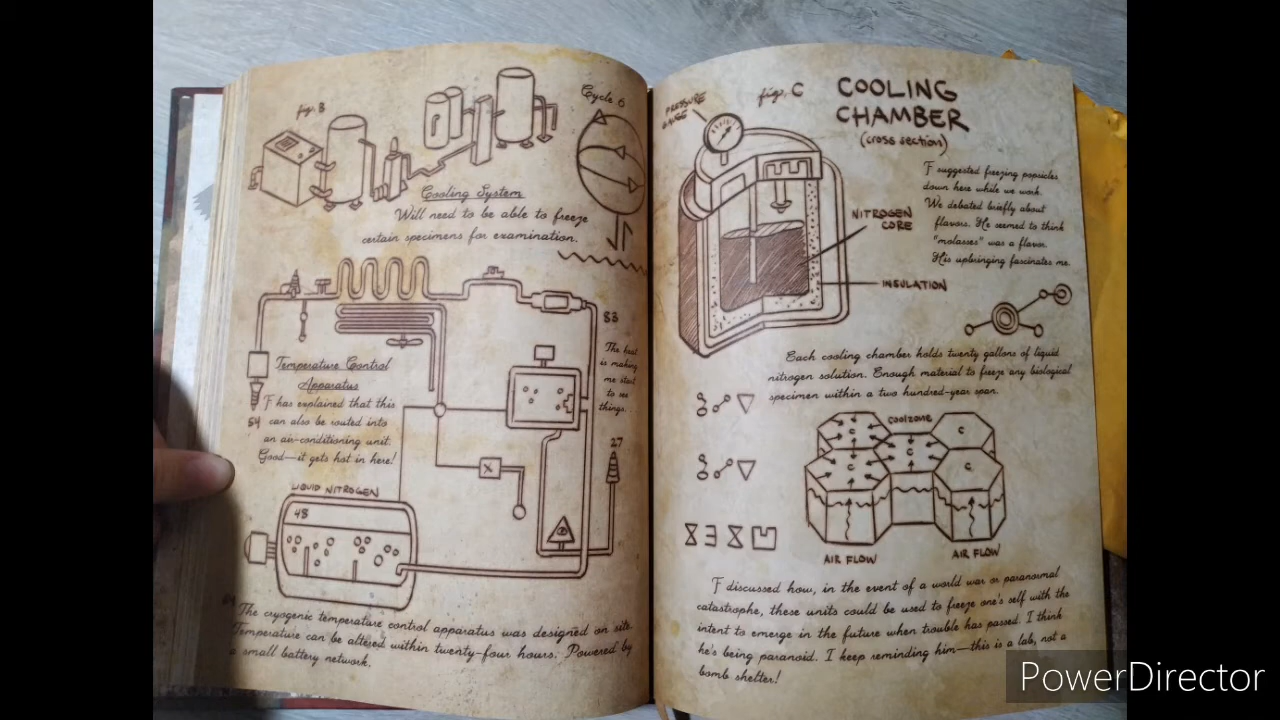 fig. B
Cycle 6
Cooling System
Will need to be able to freeze
certain specimens for examination.
83
The heat
is making
me start
to see
things...
Temperature Control
Apparatus
F has explained that this
can also be routed into
an air-conditioning unit.
Good—it gets hot in here!
54
27
X
LIQUID NITROGEN
48
The cryogenic temperature control apparatus was designed on site.
Temperature can be altered within twenty-four hours. Powered by
a small battery network.
PRESSURE
GAUGE
fig. C
COOLING
CHAMBER
(cross section)
F suggested freezing popsicles
down here while we work.
We debated briefly about
flavors. He seemed to think
"molasses" was a flavor.
His upbringing fascinates me.
NITROGEN
CORE
INSULATION
Each cooling chamber holds twenty gallons of liquid
nitrogen solution. Enough material to freeze any biological
specimen within a two hundred-year span.
COOLZONE
C
C
C
C
C
AIR FLOW
AIR FLOW
F discussed how, in the event of a world war or paranormal
catastrophe, these units could be used to freeze one's self with the
intent to emerge in the future when trouble has passed. I think
he's being paranoid. I keep reminding him—this is a lab, not a
bomb shelter!
PowerDirector